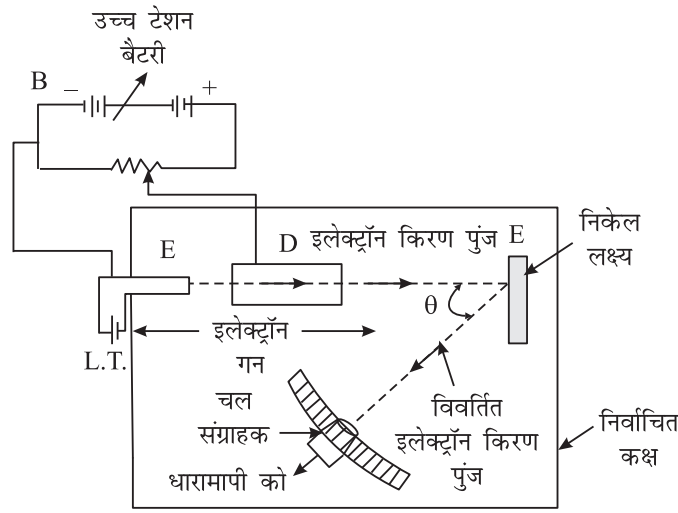 उच्च टेशन
बैटरी
B
−
+
E
D
इलेक्ट्रॉन किरण पुंज
E
निकेल
लक्ष्य
θ
इलेक्ट्रॉन
गन
L.T.
चल
संग्राहक
धारामापी को
विवर्तित
इलेक्ट्रॉन किरण
पुंज
निर्वाचित
कक्ष